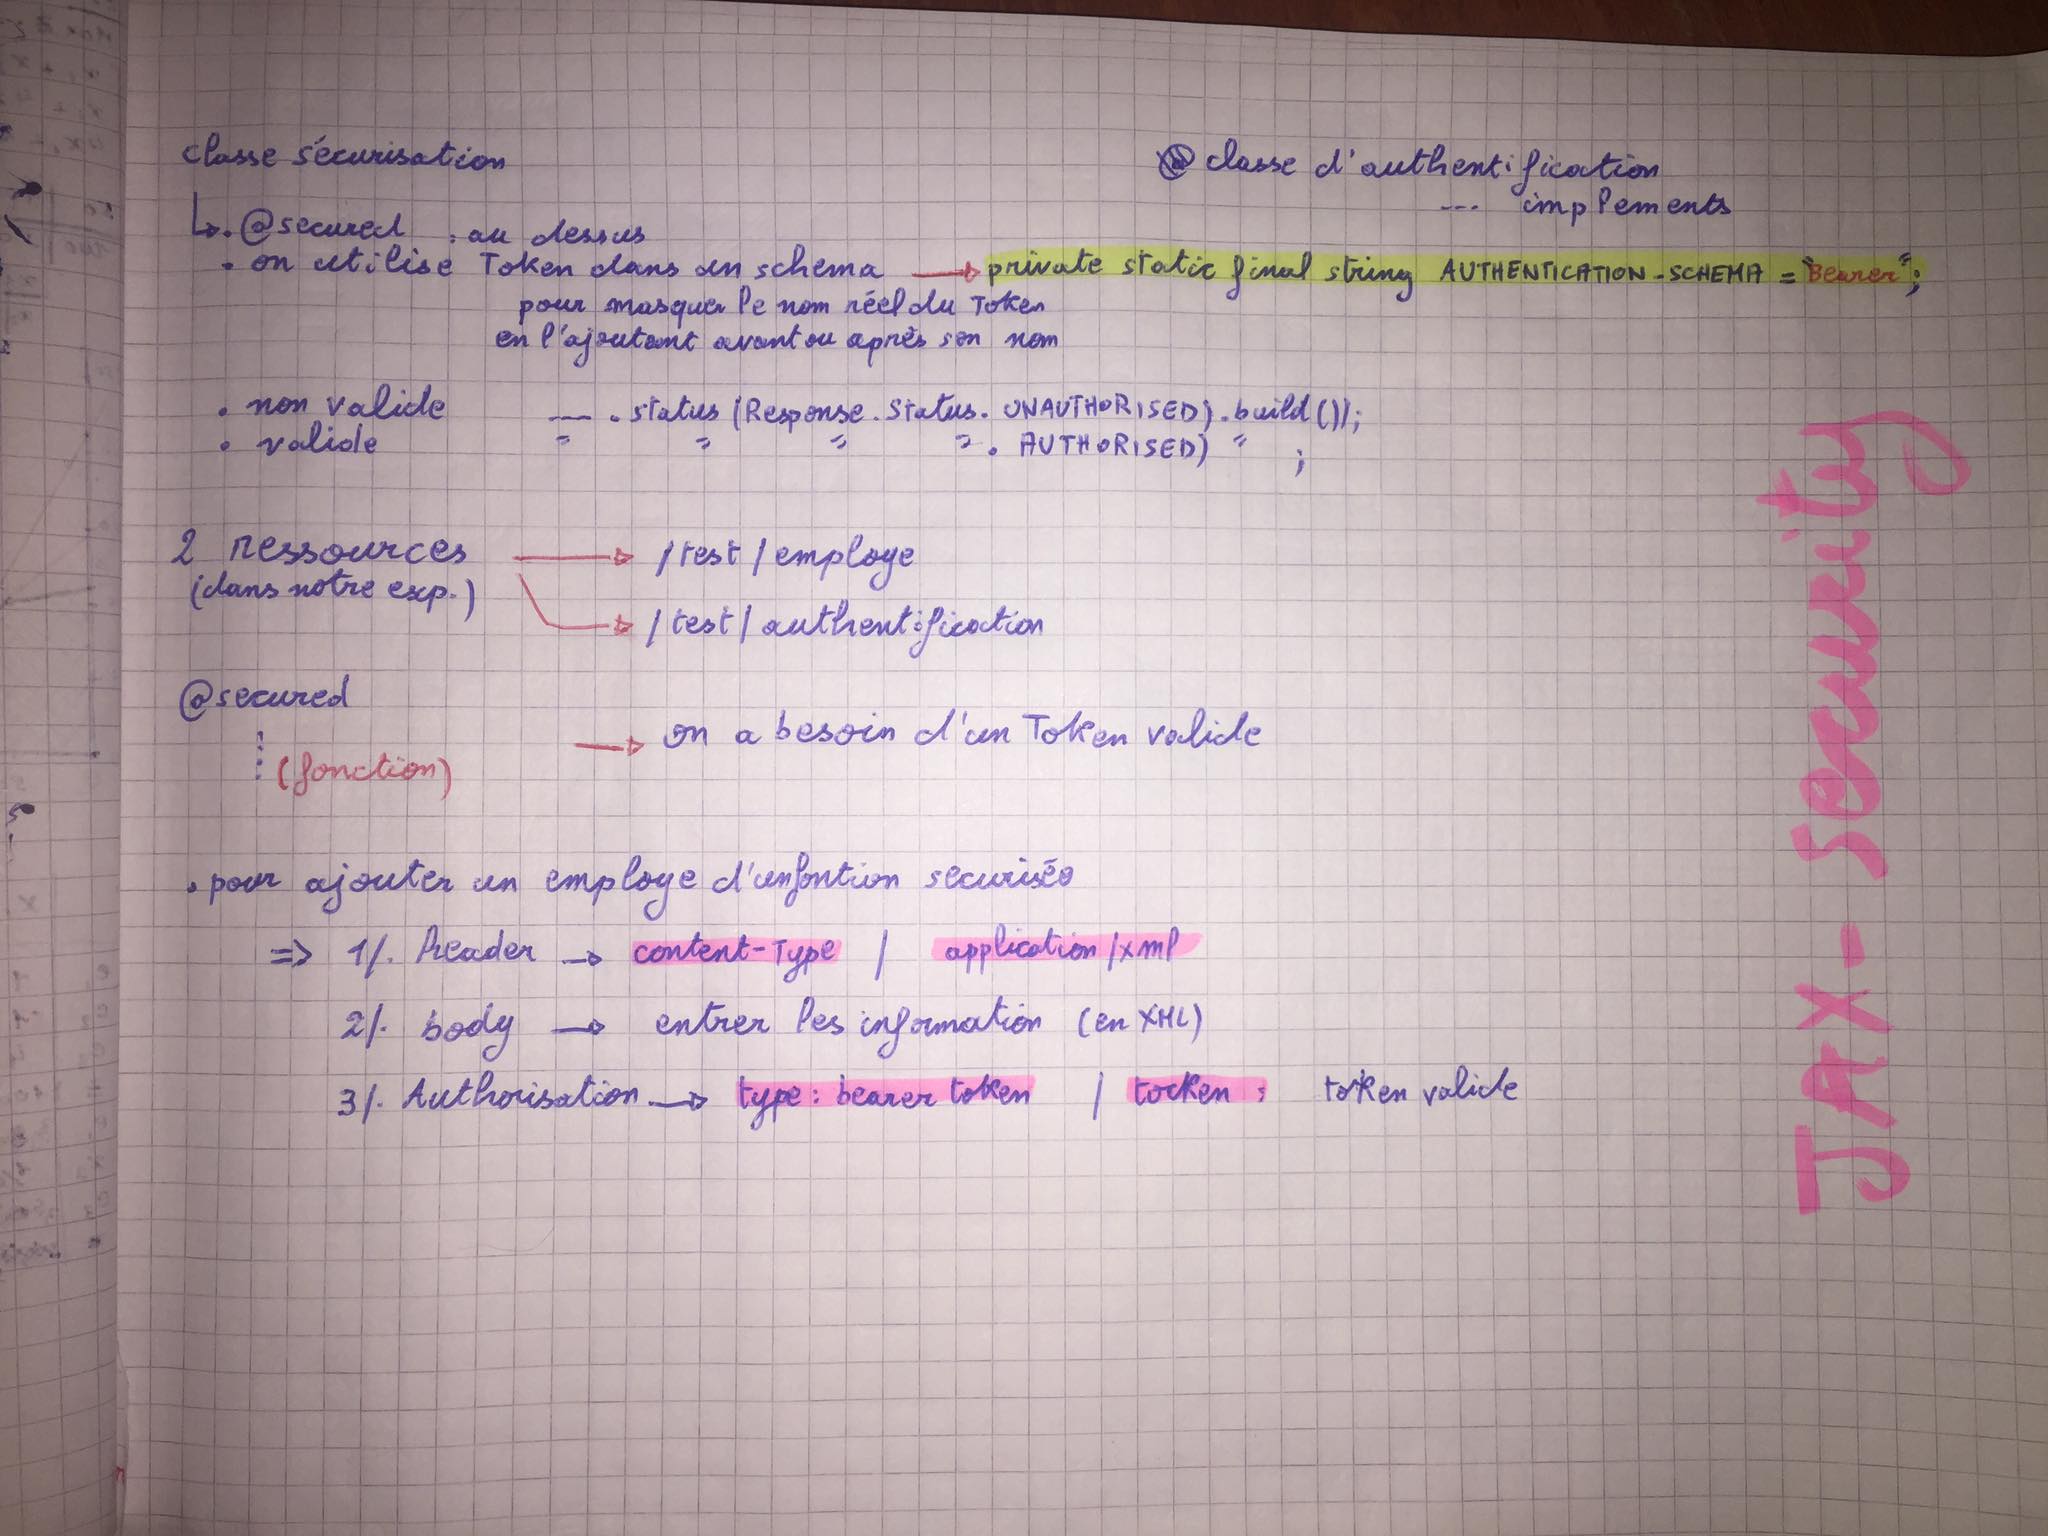 classe sécurisation
classe d'authentification
--- implements
↳ . @secured : au dessus
. on utilise Token dans un schema → private static final string AUTHENTICATION-SCHEMA = "Bearer";
pour masquer le nom réel du Token
en l'ajoutant avant ou après son nom
. non valide --- . status (Response. Status. UNAUTHORISED). build());
. valide " " " " . AUTHORISED) " ;
2 ressources → /test/employe
(dans notre exp.)
→ /test/authentification
@secured
→ on a besoin d'un Token valide
(fonction)
. pour ajouter un employe d'unfontion securiséo
=> 1/. header → content-Type / application/xml
2/. body → entrer les information (en XML)
3/. Authorisation → type: bearer token / tocken : token valide
JAX-Security